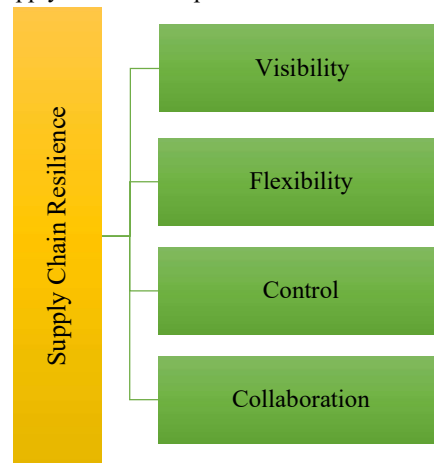 Supply Chain Resilience
Visibility
Flexibility
Control
Collaboration